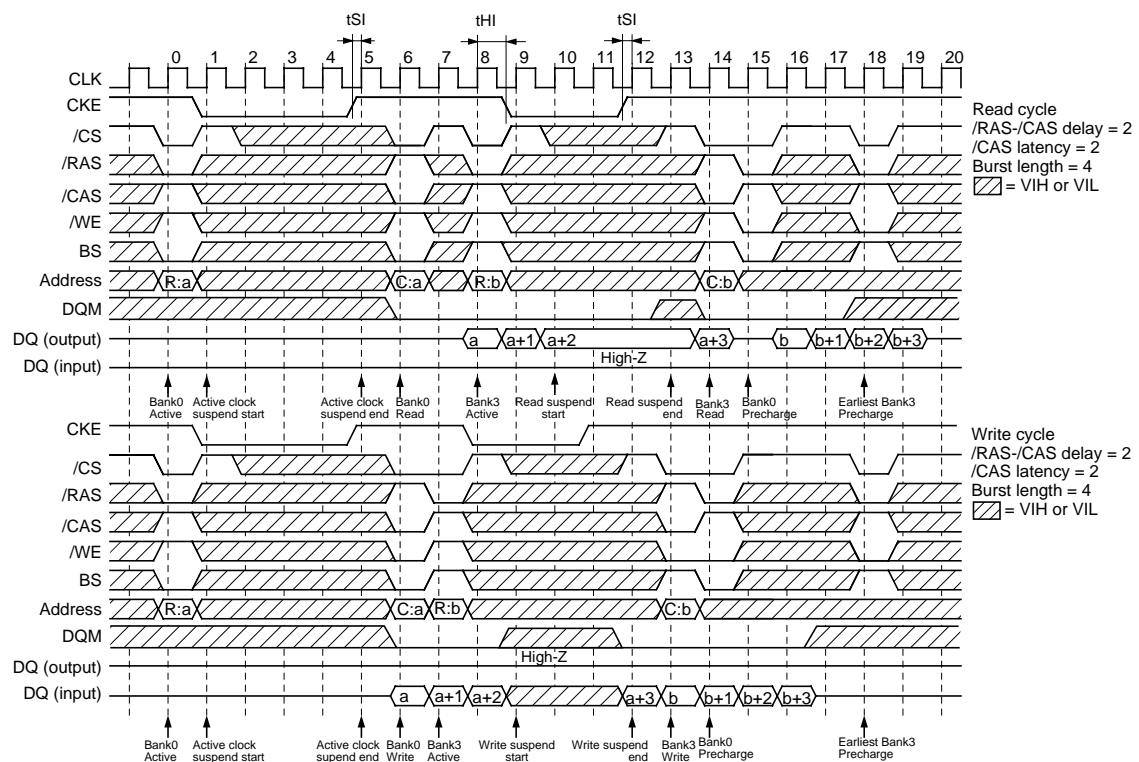 tSI tHI tSI
0 1 2 3 4 5 6 7 8 9 10 11 12 13 14 15 16 17 18 19 20
CLK
CKE
/CS
/RAS
/CAS
/WE
BS
Address R:a C:a R:b C:b
DQM
DQ (output) a a+1 a+2 a+3 b b+1 b+2 b+3
High-Z
DQ (input)
Bank0 Active clock Active clock Bank0 Bank3 Read suspend Read suspend Bank3 Bank0 Earliest Bank3
Active suspend start suspend end Read Active start end Read Precharge Precharge
Read cycle
/RAS-/CAS delay = 2
/CAS latency = 2
Burst length = 4
= VIH or VIL
CKE
/CS
/RAS
/CAS
/WE
BS
Address R:a C:a R:b C:b
DQM
High-Z
DQ (output)
DQ (input) a a+1 a+2 a+3 b b+1 b+2 b+3
Bank0 Active clock Active clock Bank0 Bank3 Write suspend Write suspend Bank3 Bank0 Earliest Bank3
Active suspend start suspend end Write Active start end Write Precharge Precharge
Write cycle
/RAS-/CAS delay = 2
/CAS latency = 2
Burst length = 4
= VIH or VIL